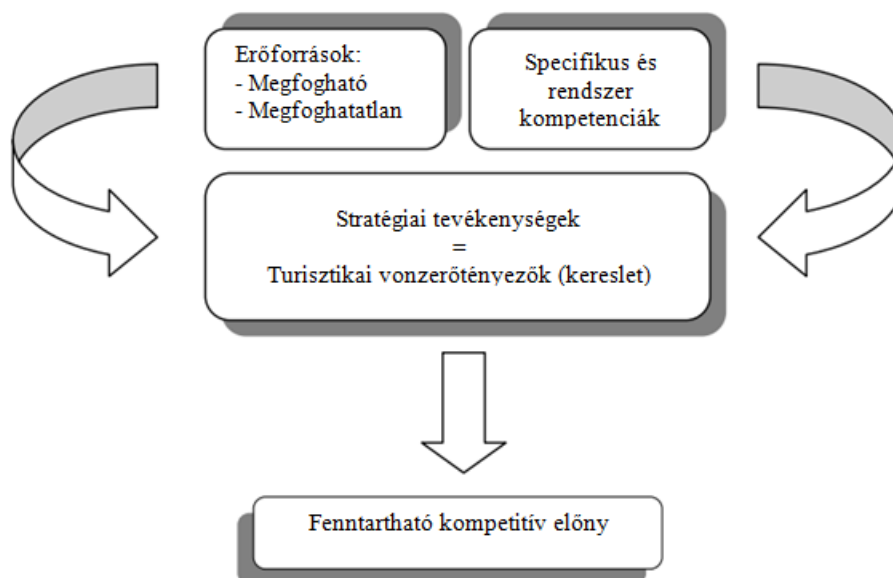 Erőforrások:
- Megfogható
- Megfoghatatlan
Specifikus és
rendszer
kompetenciák
Stratégiai tevékenységek
=
Turisztikai vonzerőtényezők (kereslet)
Fenntartható kompetitív előny